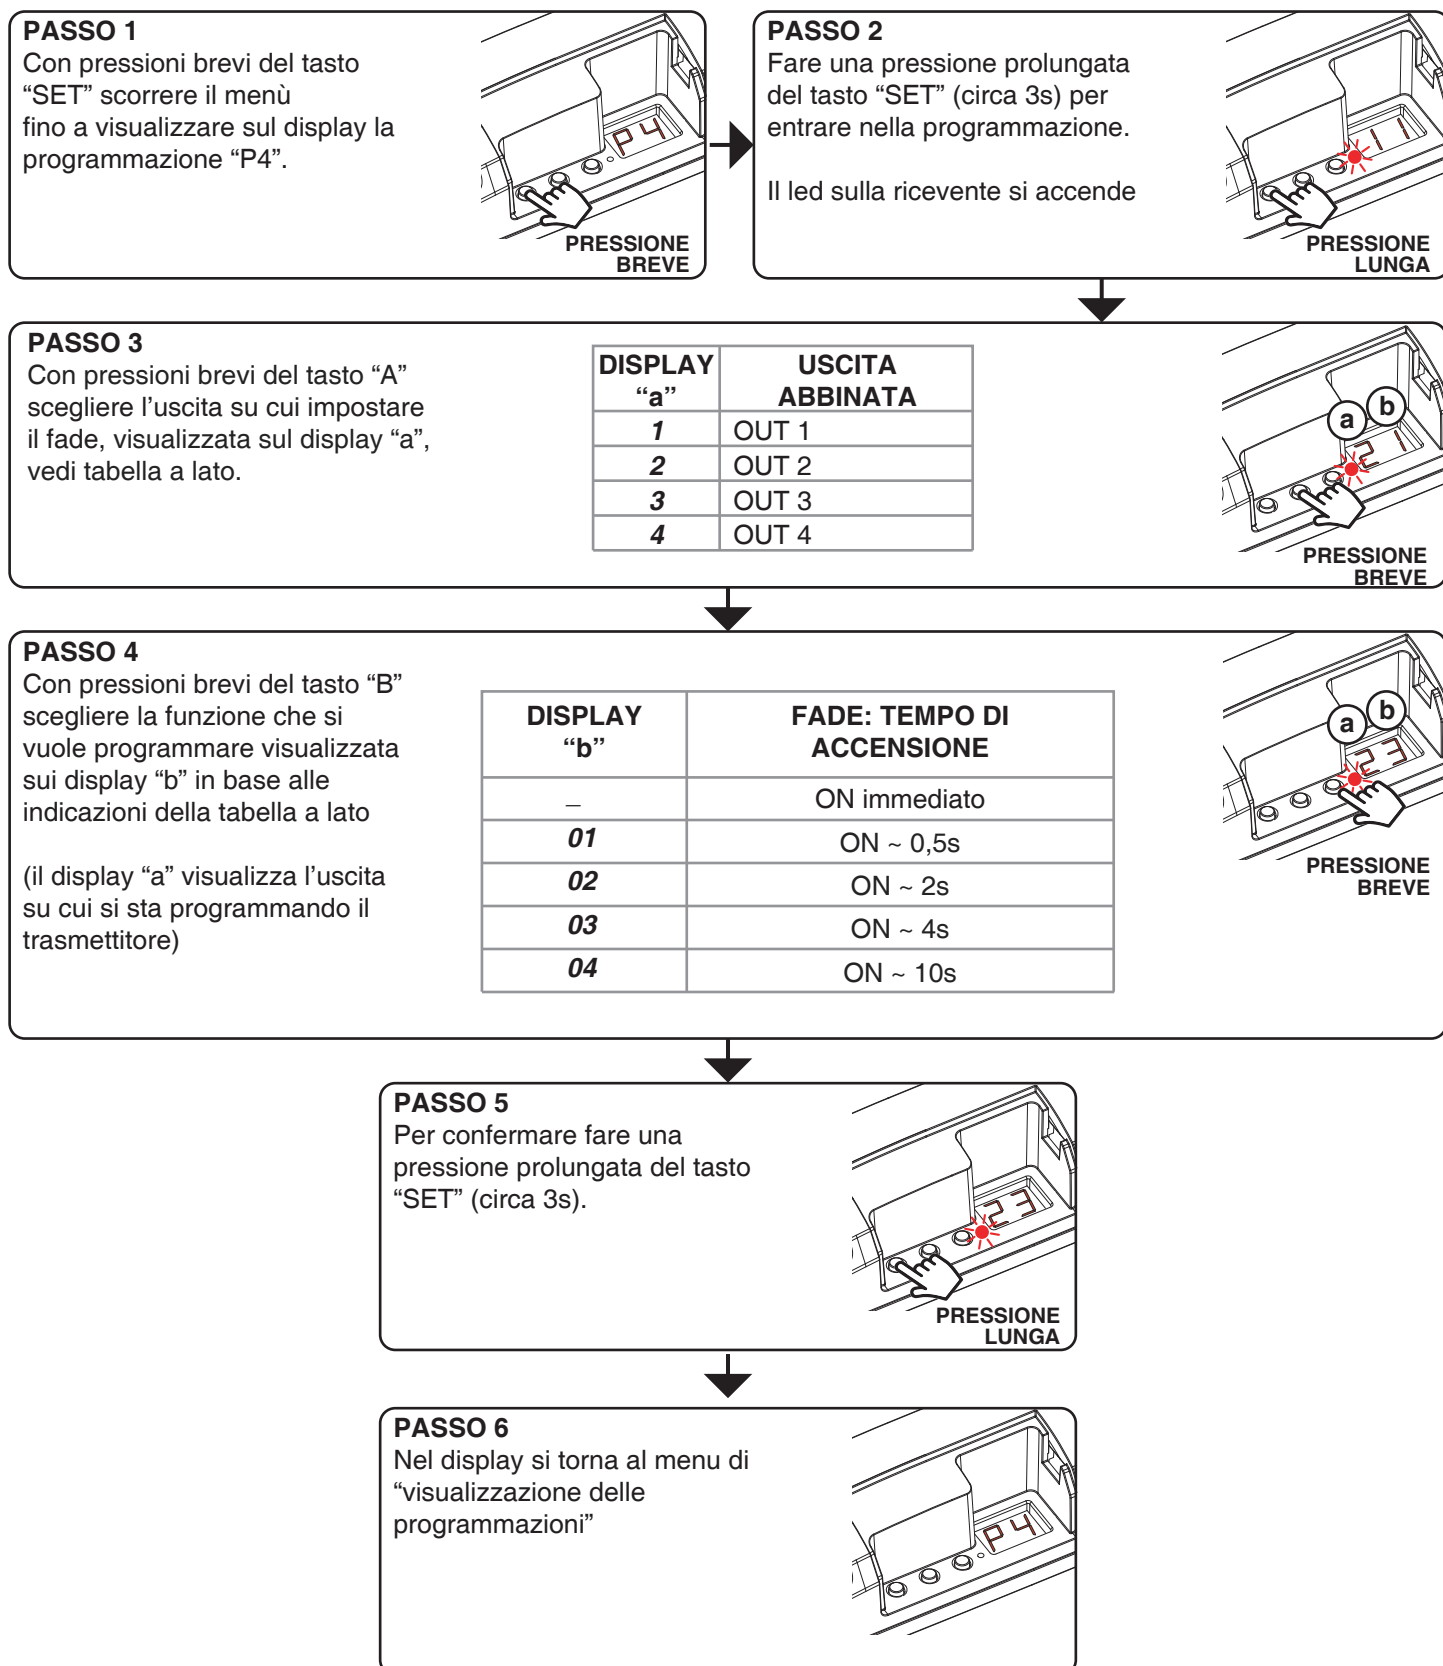 PASSO 1
Con pressioni brevi del tasto
“SET” scorrere il menù
fino a visualizzare sul display la
programmazione “P4”.
P4
PRESSIONE
BREVE
PASSO 2
Fare una pressione prolungata
del tasto “SET” (circa 3s) per
entrare nella programmazione.
Il led sulla ricevente si accende
11
PRESSIONE
LUNGA
PASSO 3
Con pressioni brevi del tasto “A”
scegliere l’uscita su cui impostare
il fade, visualizzata sul display “a”,
vedi tabella a lato.
DISPLAY “a” USCITA ABBINATA
1 OUT 1
2 OUT 2
3 OUT 3
4 OUT 4
a b
21
PRESSIONE
BREVE
PASSO 4
Con pressioni brevi del tasto “B”
scegliere la funzione che si
vuole programmare visualizzata
sui display “b” in base alle
indicazioni della tabella a lato
(il display “a” visualizza l’uscita
su cui si sta programmando il
trasmettitore)
DISPLAY “b” FADE: TEMPO DI ACCENSIONE
_ ON immediato
01 ON ~ 0,5s
02 ON ~ 2s
03 ON ~ 4s
04 ON ~ 10s
a b
23
PRESSIONE
BREVE
PASSO 5
Per confermare fare una
pressione prolungata del tasto
“SET” (circa 3s).
23
PRESSIONE
LUNGA
PASSO 6
Nel display si torna al menu di
“visualizzazione delle
programmazioni”
P4